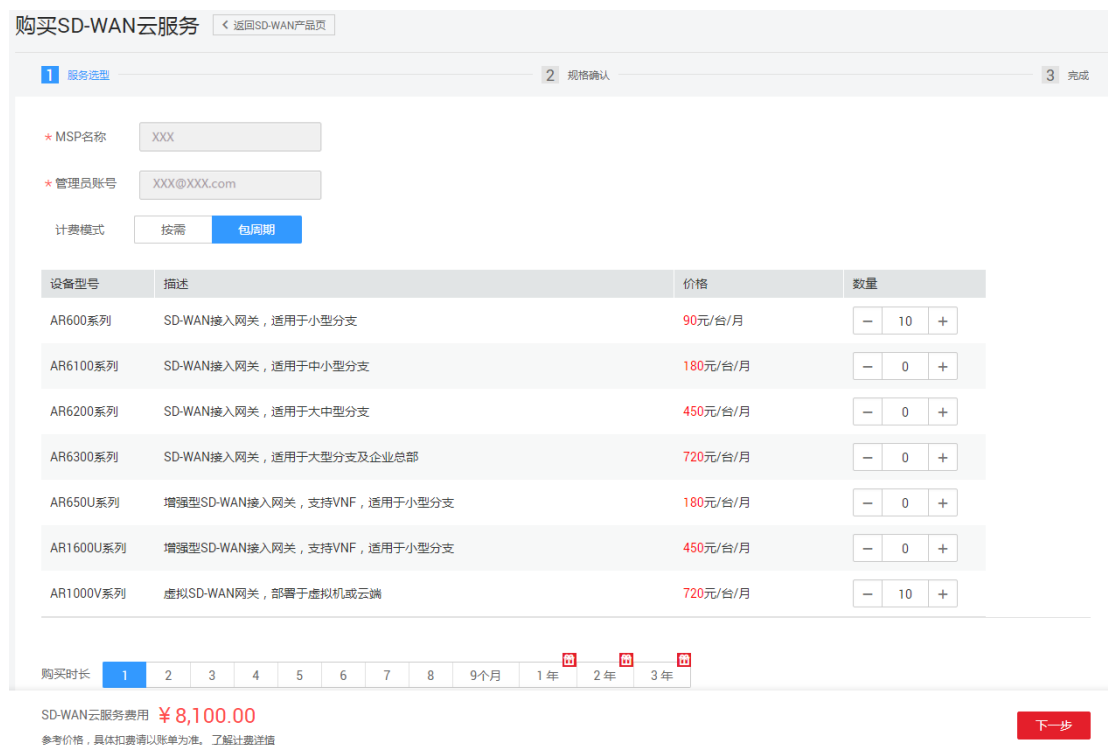 购买SD-WAN云服务 < 返回SD-WAN产品页
1 服务选型 2 规格确认 3 完成
* MSP名称 XXX
* 管理员账号 XXX@XXX.com
计费模式 按需 包周期
设备型号 描述 价格 数量
AR600系列 SD-WAN接入网关，适用于小型分支 90元/台/月 − 10 +
AR6100系列 SD-WAN接入网关，适用于中小型分支 180元/台/月 − 0 +
AR6200系列 SD-WAN接入网关，适用于大中型分支 450元/台/月 − 0 +
AR6300系列 SD-WAN接入网关，适用于大型分支及企业总部 720元/台/月 − 0 +
AR650U系列 增强型SD-WAN接入网关，支持VNF，适用于小型分支 180元/台/月 − 0 +
AR1600U系列 增强型SD-WAN接入网关，支持VNF，适用于小型分支 450元/台/月 − 0 +
AR1000V系列 虚拟SD-WAN网关，部署于虚拟机或云端 720元/台/月 − 10 +
购买时长 1 2 3 4 5 6 7 8 9个月 1年 2年 3年
SD-WAN云服务费用 ¥8,100.00 下一步
参考价格，具体扣费请以账单为准。 了解计费详情